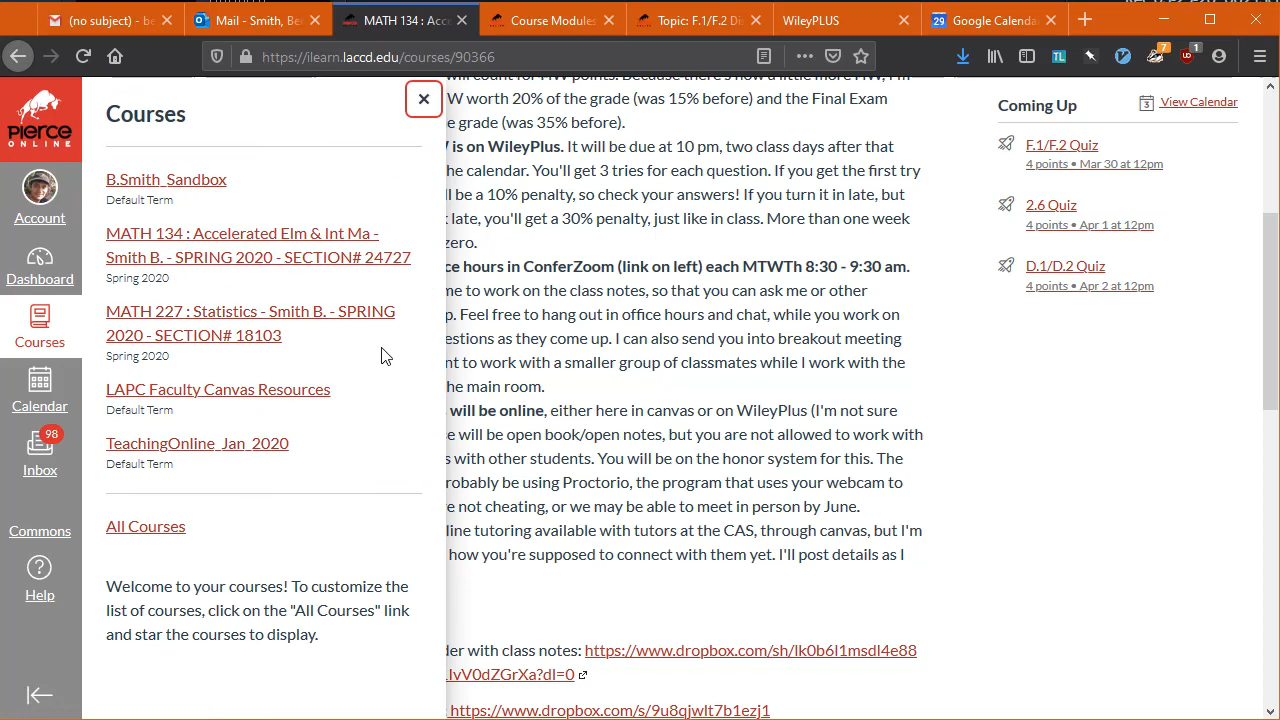 (no subject) - be
Mail - Smith, Be
MATH 134 : Acce
Course Modules
Topic: F.1/F.2 Di
WileyPLUS
29
Google Calenda
https://ilearn.laccd.edu/courses/90366
TL
7
1
PIERCE
ONLINE
Account
Dashboard
Courses
Calendar
98
Inbox
Commons
Help
Courses
B.Smith_Sandbox
Default Term
MATH 134 : Accelerated Elm & Int Ma -
Smith B. - SPRING 2020 - SECTION# 24727
Spring 2020
MATH 227 : Statistics - Smith B. - SPRING
2020 - SECTION# 18103
Spring 2020
LAPC Faculty Canvas Resources
Default Term
TeachingOnline_Jan_2020
Default Term
All Courses
Welcome to your courses! To customize the
list of courses, click on the "All Courses" link
and star the courses to display.
W worth 20% of the grade (was 15% before) and the Final Exam
e grade (was 35% before).
is on WileyPlus. It will be due at 10 pm, two class days after that
he calendar. You'll get 3 tries for each question. If you get the first try
ll be a 10% penalty, so check your answers! If you turn it in late, but
t late, you'll get a 30% penalty, just like in class. More than one week
zero.
ce hours in ConferZoom (link on left) each MTWTh 8:30 - 9:30 am.
me to work on the class notes, so that you can ask me or other
p. Feel free to hang out in office hours and chat, while you work on
estions as they come up. I can also send you into breakout meeting
nt to work with a smaller group of classmates while I work with the
he main room.
will be online, either here in canvas or on WileyPlus (I'm not sure
se will be open book/open notes, but you are not allowed to work with
s with other students. You will be on the honor system for this. The
robably be using Proctorio, the program that uses your webcam to
re not cheating, or we may be able to meet in person by June.
line tutoring available with tutors at the CAS, through canvas, but I'm
how you're supposed to connect with them yet. I'll post details as I
der with class notes: https://www.dropbox.com/sh/lk0b6l1msdl4e88
IvV0dZGrXa?dl=0
https://www.dropbox.com/s/9u8qjwlt7b1ezj1
Coming Up
3
View Calendar
F.1/F.2 Quiz
4 points • Mar 30 at 12pm
2.6 Quiz
4 points • Apr 1 at 12pm
D.1/D.2 Quiz
4 points • Apr 2 at 12pm